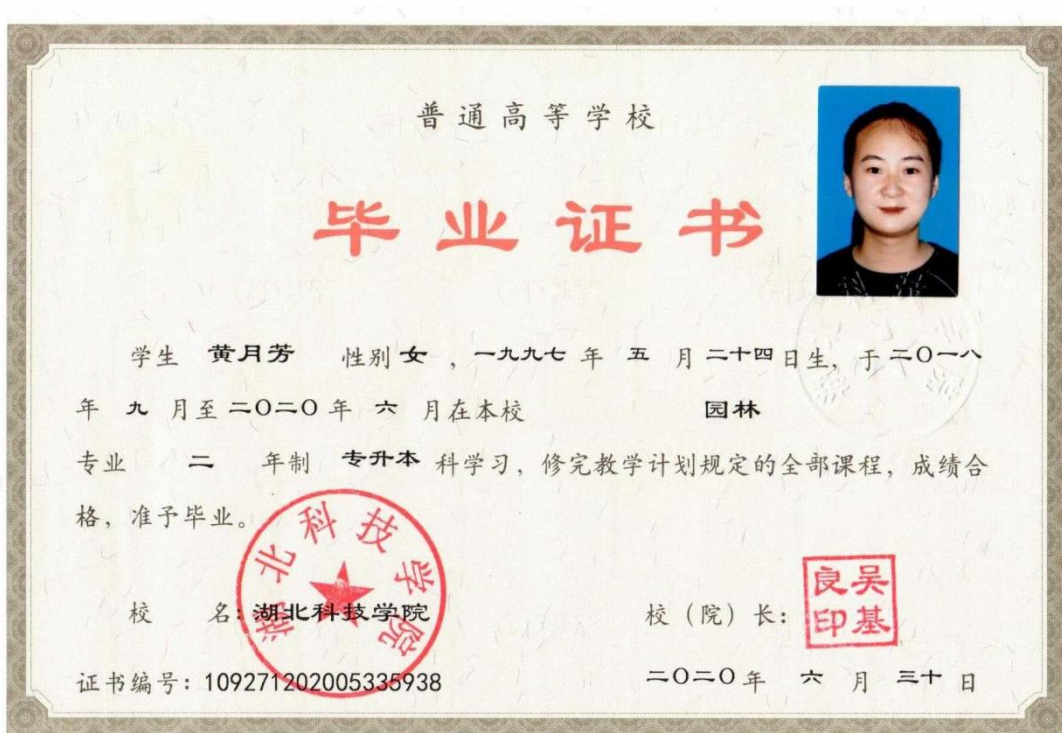 普通高等学校
毕业证书
学生 黄月芳 性别 女 ，一九九七 年 五 月 二十四 日生，于 二〇一八
年 九 月至 二〇二〇 年 六 月在本校 园林
专业 二 年制 专升本 科学习，修完教学计划规定的全部课程，成绩合
格，准予毕业。
湖北科技学院
校 名：湖北科技学院 校（院）长：
吴基良印
证书编号：109271202005335938 二〇二〇 年 六 月 三十 日